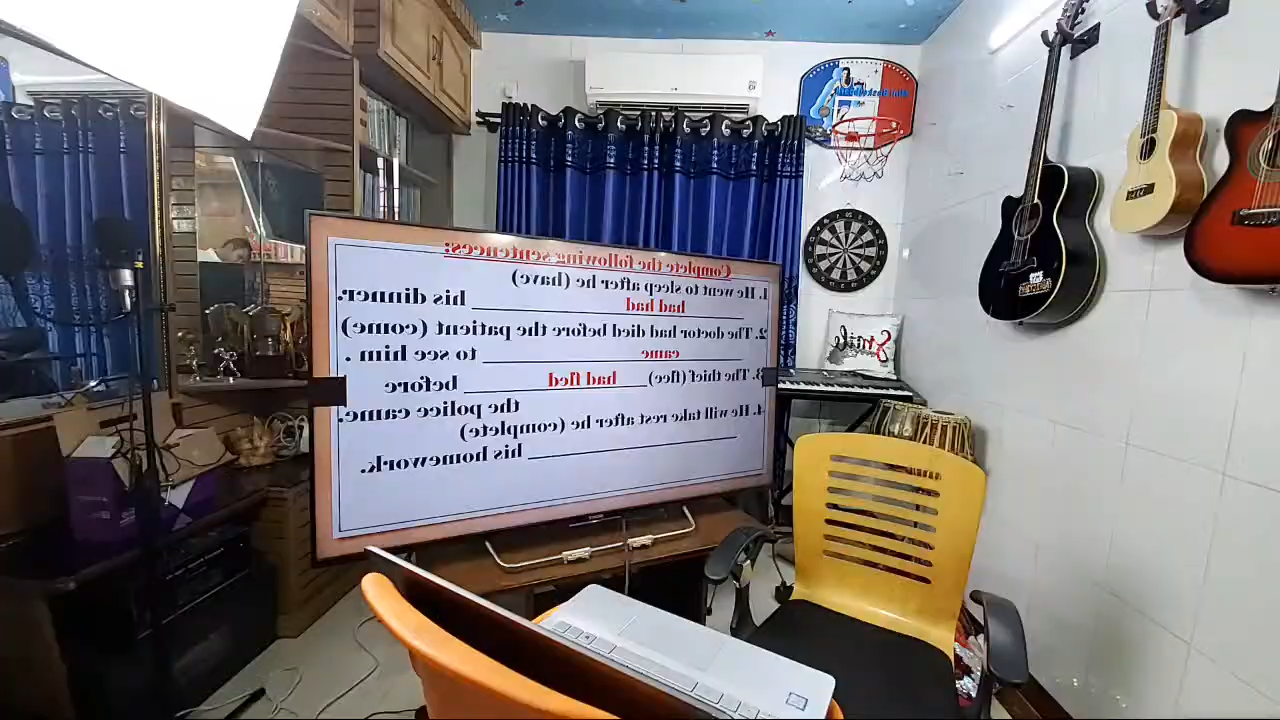 Complete the following sentences:
1. He went to sleep after he (have)
had had his dinner.
2. The doctor had died before the patient (come)
came to see him .
3. The thief (flee) had fled before
the police came.
4. He will take rest after he (complete)
his homework.
Smile